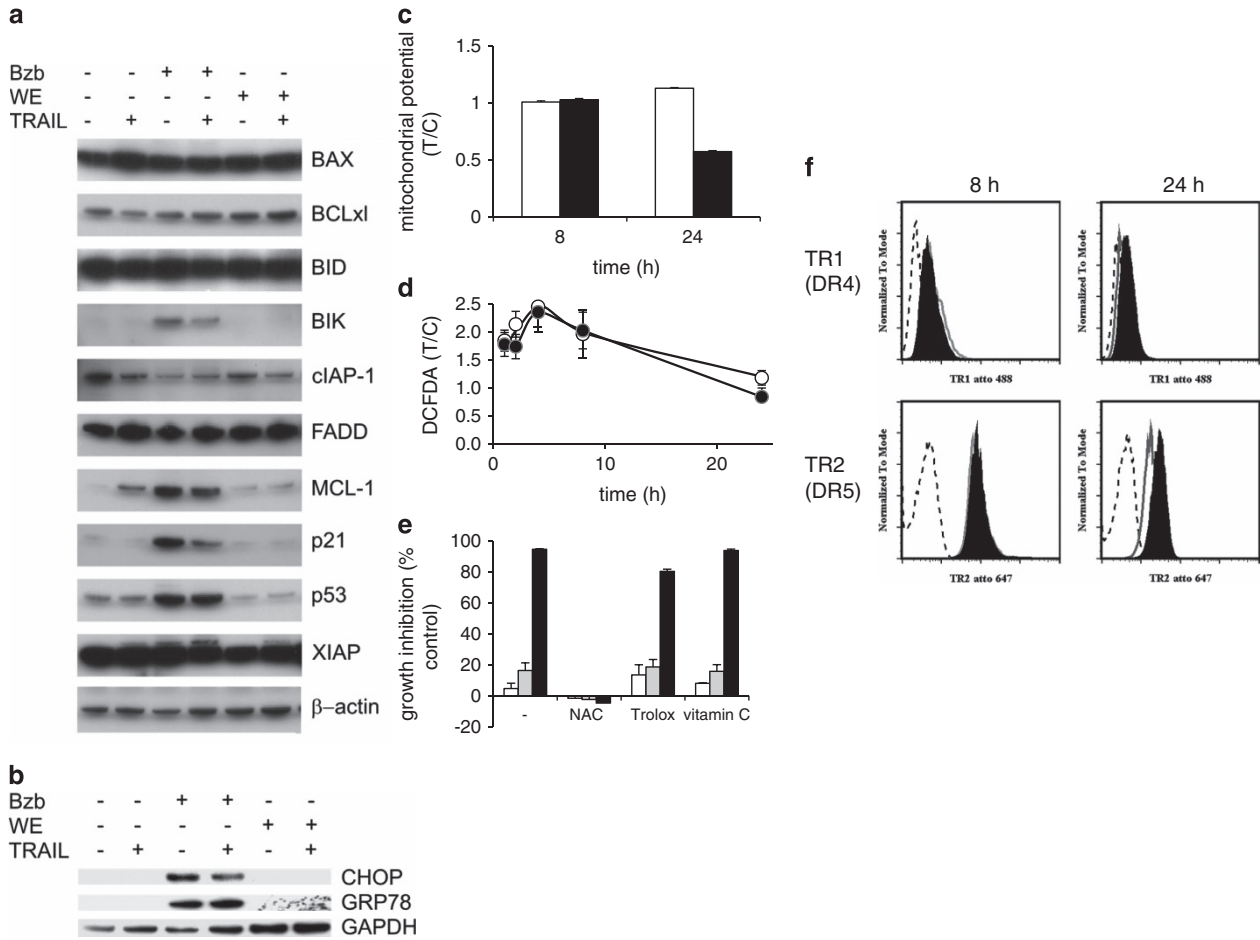 a
Bzb - - + + - -
WE - - - - + +
TRAIL - + - + - +
BAX
BCLxl
BID
BIK
cIAP-1
FADD
MCL-1
p21
p53
XIAP
β-actin
b
Bzb - - + + - -
WE - - - - + +
TRAIL - + - + - +
CHOP
GRP78
GAPDH
c
mitochondrial potential
(T/C)
1.5
1
0.5
0
8 24
time (h)
d
DCFDA (T/C)
2.5
2.0
1.5
1.0
0.5
0.0
0 10 20
time (h)
e
growth inhibition (%
control)
100
80
60
40
20
0
-20
- NAC Trolox vitamin C
f
8 h 24 h
TR1
(DR4)
Normalized To Mode
TR1 atto 488
Normalized To Mode
TR1 atto 488
TR2
(DR5)
Normalized To Mode
TR2 atto 647
Normalized To Mode
TR2 atto 647